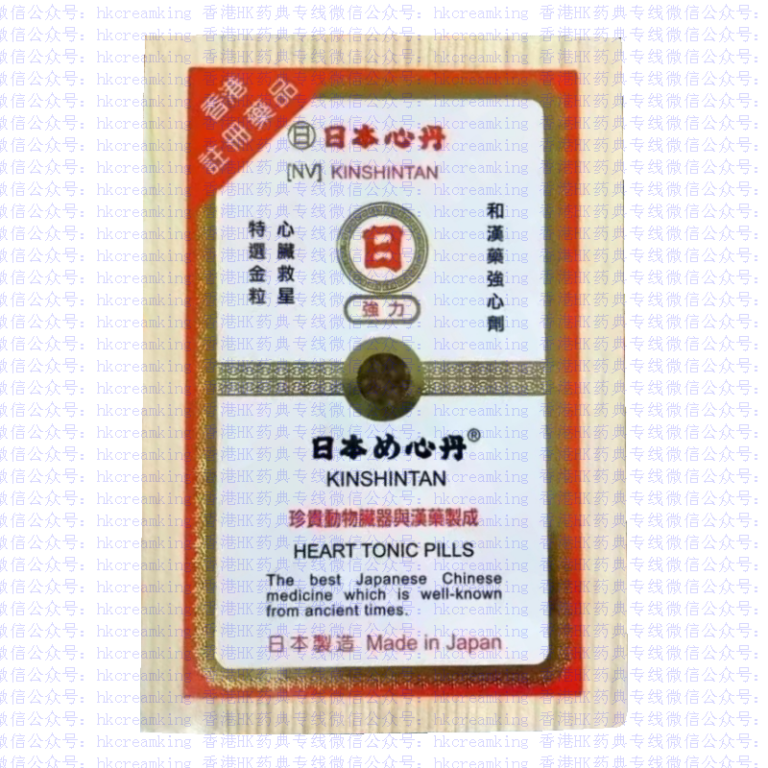 香港
註冊藥品
日 日本心丹
[NV] KINSHINTAN
和漢藥強心劑
心臟救星
特選金粒
日
強力
日本め心丹®
KINSHINTAN
珍貴動物臟器與漢藥製成
HEART TONIC PILLS
The best Japanese Chinese
medicine which is well-known
from ancient times.
日本製造 Made in Japan
香港HK药典专线微信公众号: hkcreamking